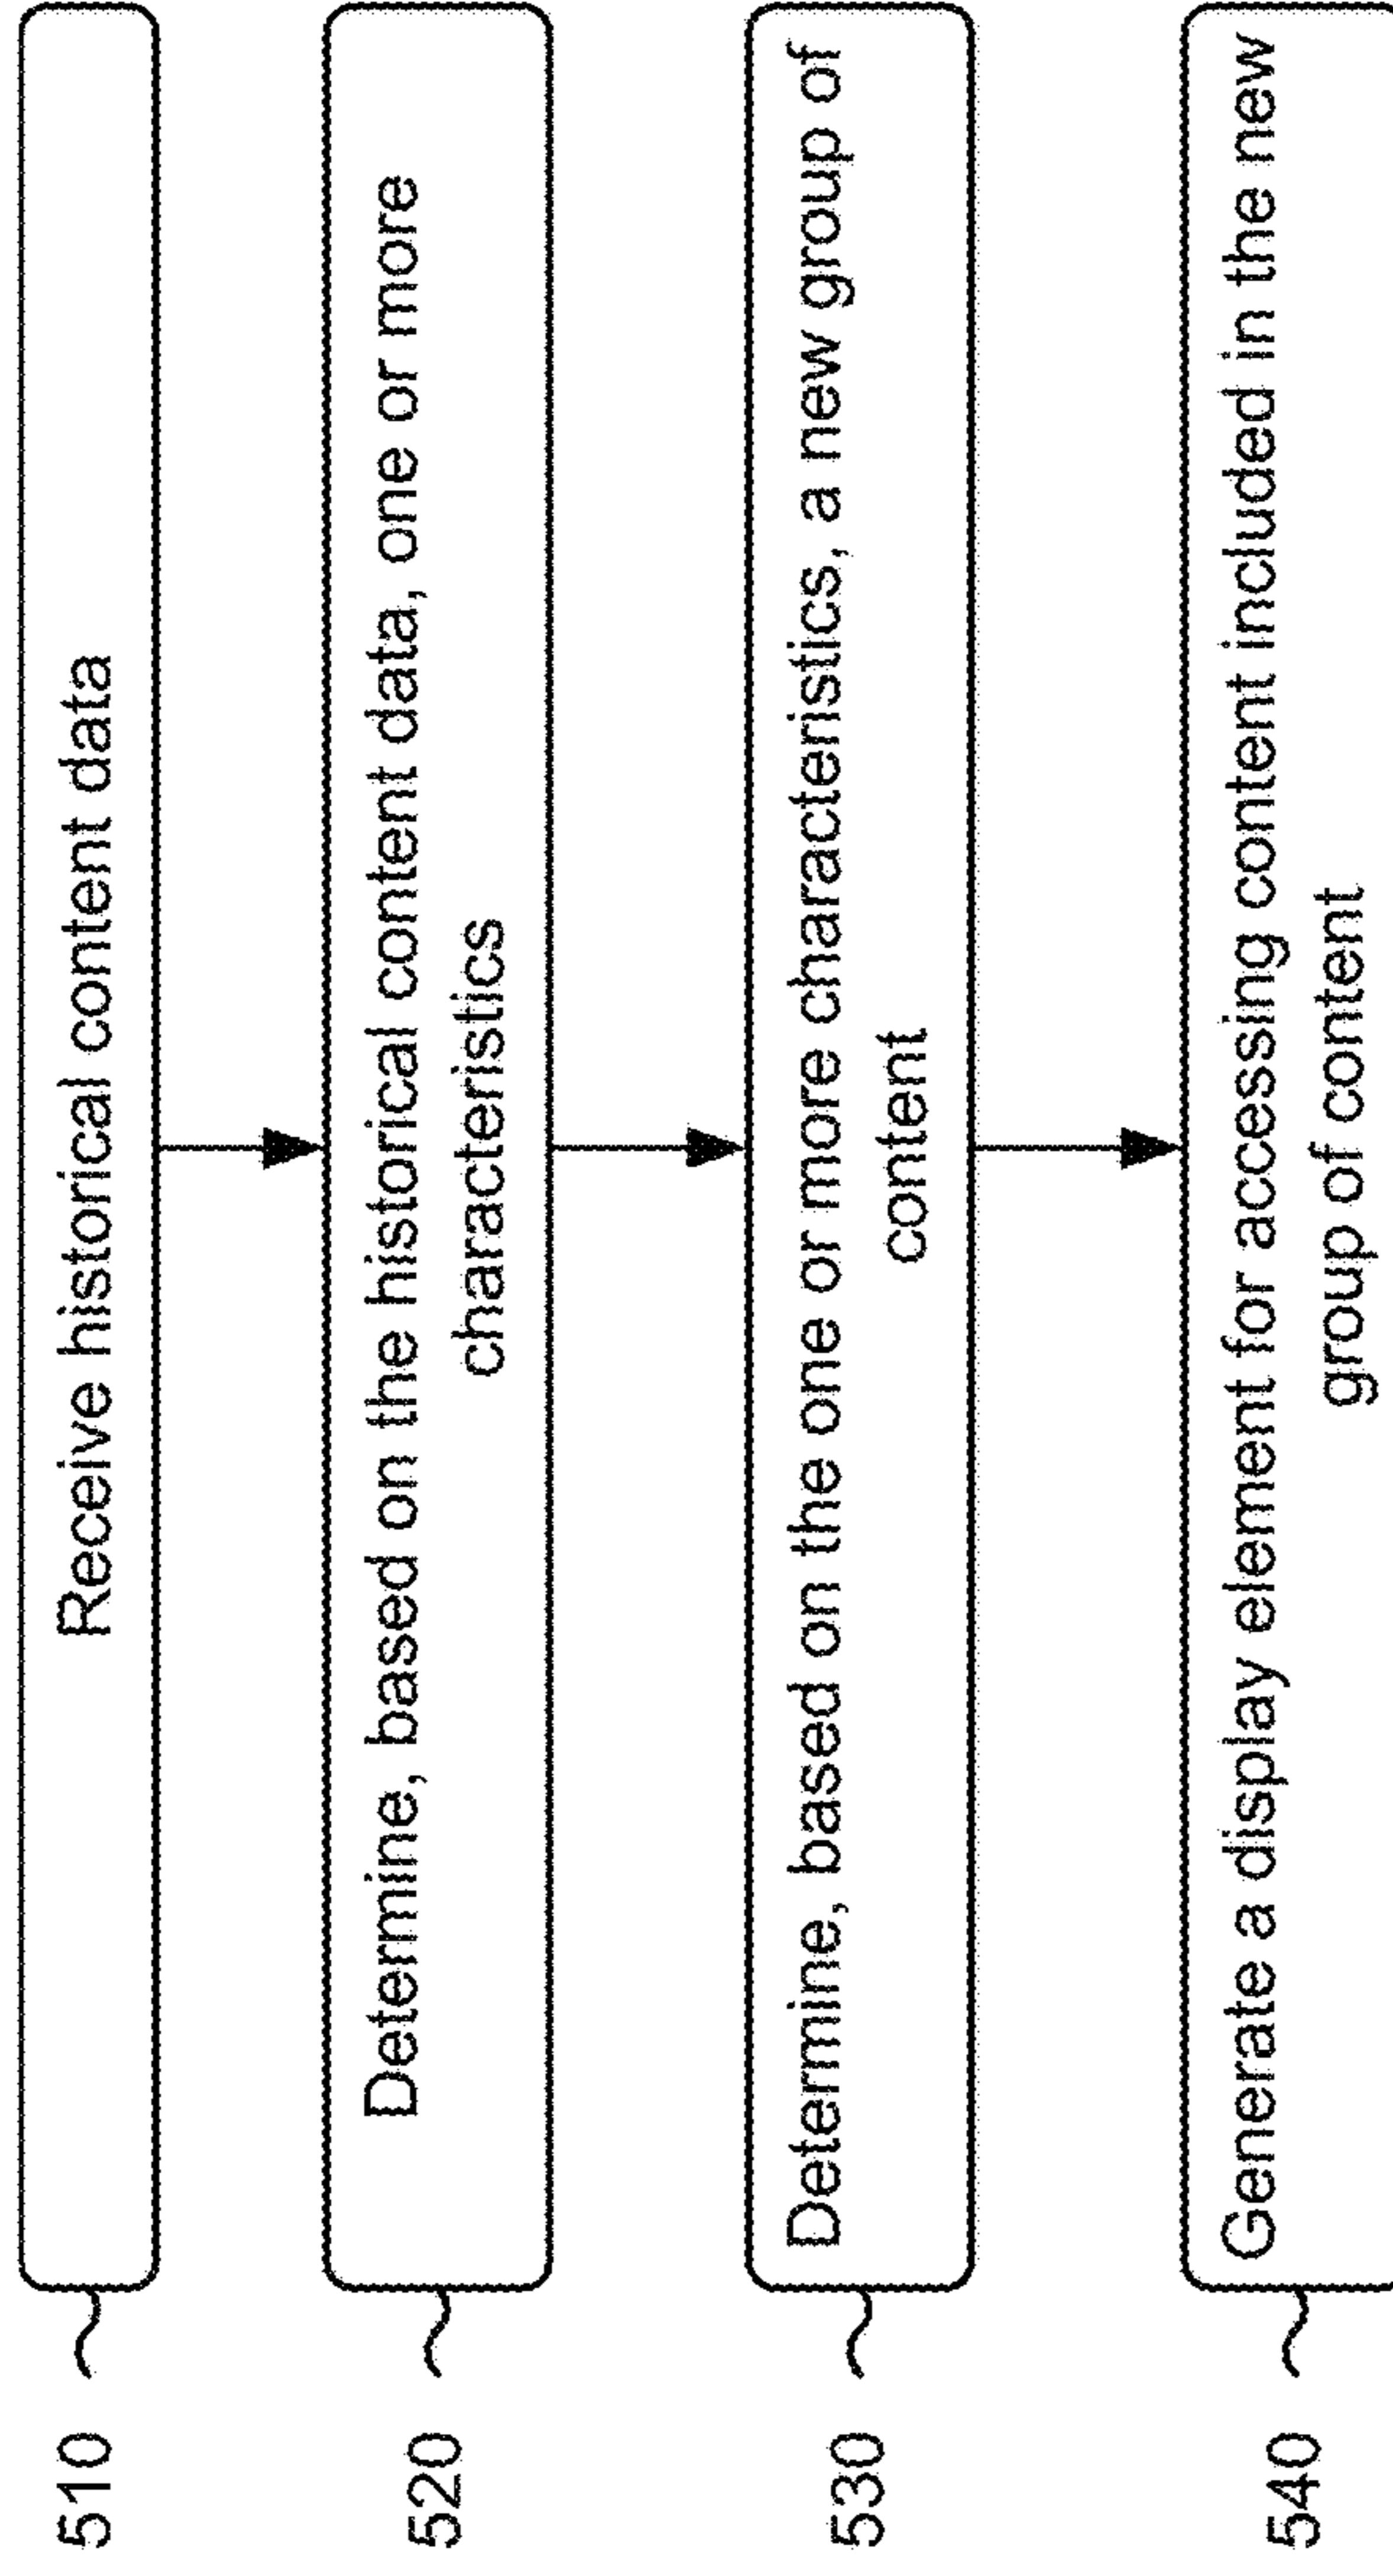 510
Receive historical content data
520
Determine, based on the historical content data, one or more
characteristics
530
Determine, based on the one or more characteristics, a new group of
content
540
Generate a display element for accessing content included in the new
group of content